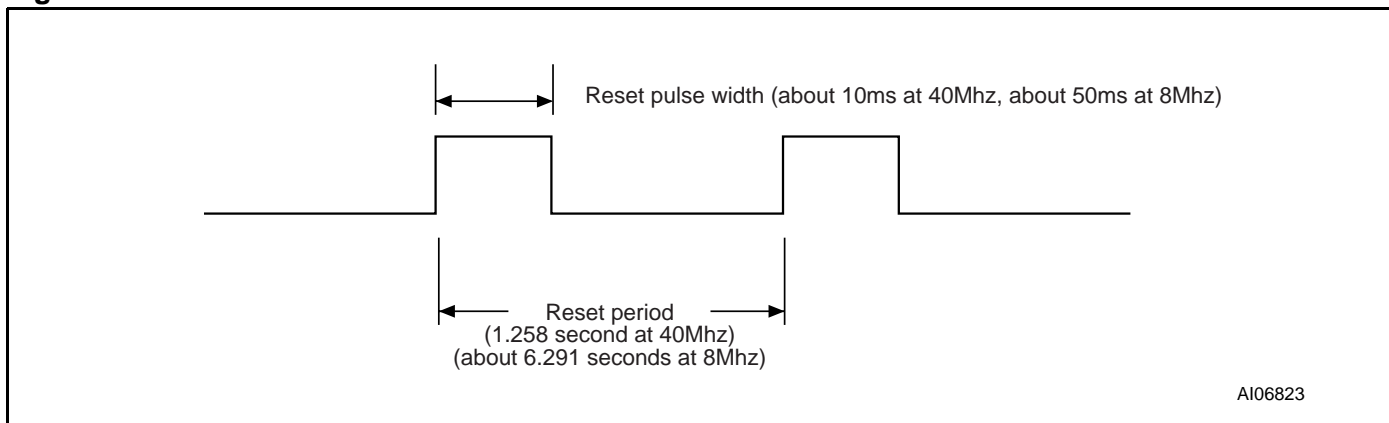 Reset pulse width (about 10ms at 40Mhz, about 50ms at 8Mhz)
Reset period
(1.258 second at 40Mhz)
(about 6.291 seconds at 8Mhz)
AI06823